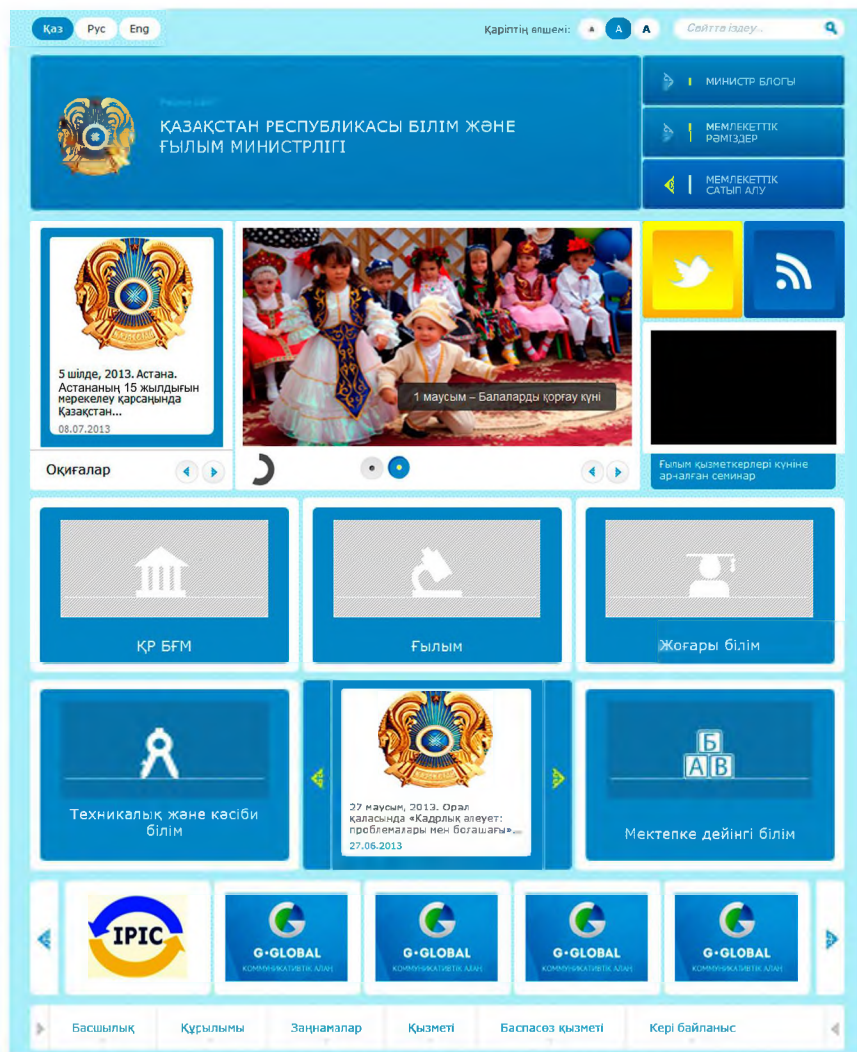 Қаз Рус Eng
Қаріптің өлшемі: А А А
Сайтта іздеу...
ҚАЗАҚСТАН РЕСПУБЛИКАСЫ БІЛІМ ЖӘНЕ
ҒЫЛЫМ МИНИСТРЛІГІ
МИНИСТР БЛОГЫ
МЕМЛЕКЕТТІК
РӘМІЗДЕР
МЕМЛЕКЕТТІК
САТЫП АЛУ
5 шілде, 2013. Астана.
Астананың 15 жылдығын
мерекелеу қарсаңында
Қазақстан...
08.07.2013
Оқиғалар
1 маусым – Балаларды қорғау күні
Ғылым қызметкерлері күніне
арналған семинар
ҚР БҒМ
Ғылым
Жоғары білім
Техникалық және кәсіби
білім
27 маусым, 2013. Орал
қаласында «Кадрлық әлеует:
проблемалары мен болашағы»...
27.06.2013
Б
А В
Мектепке дейінгі білім
IPIC
G·GLOBAL
КОММУНИКАТИВТІК АЛАҢ
G·GLOBAL
КОММУНИКАТИВТІК АЛАҢ
G·GLOBAL
КОММУНИКАТИВТІК АЛАҢ
G·GLOBAL
КОММУНИКАТИВТІК АЛАҢ
Басшылық Құрылымы Заңнамалар Қызметі Баспасөз қызметі Кері байланыс